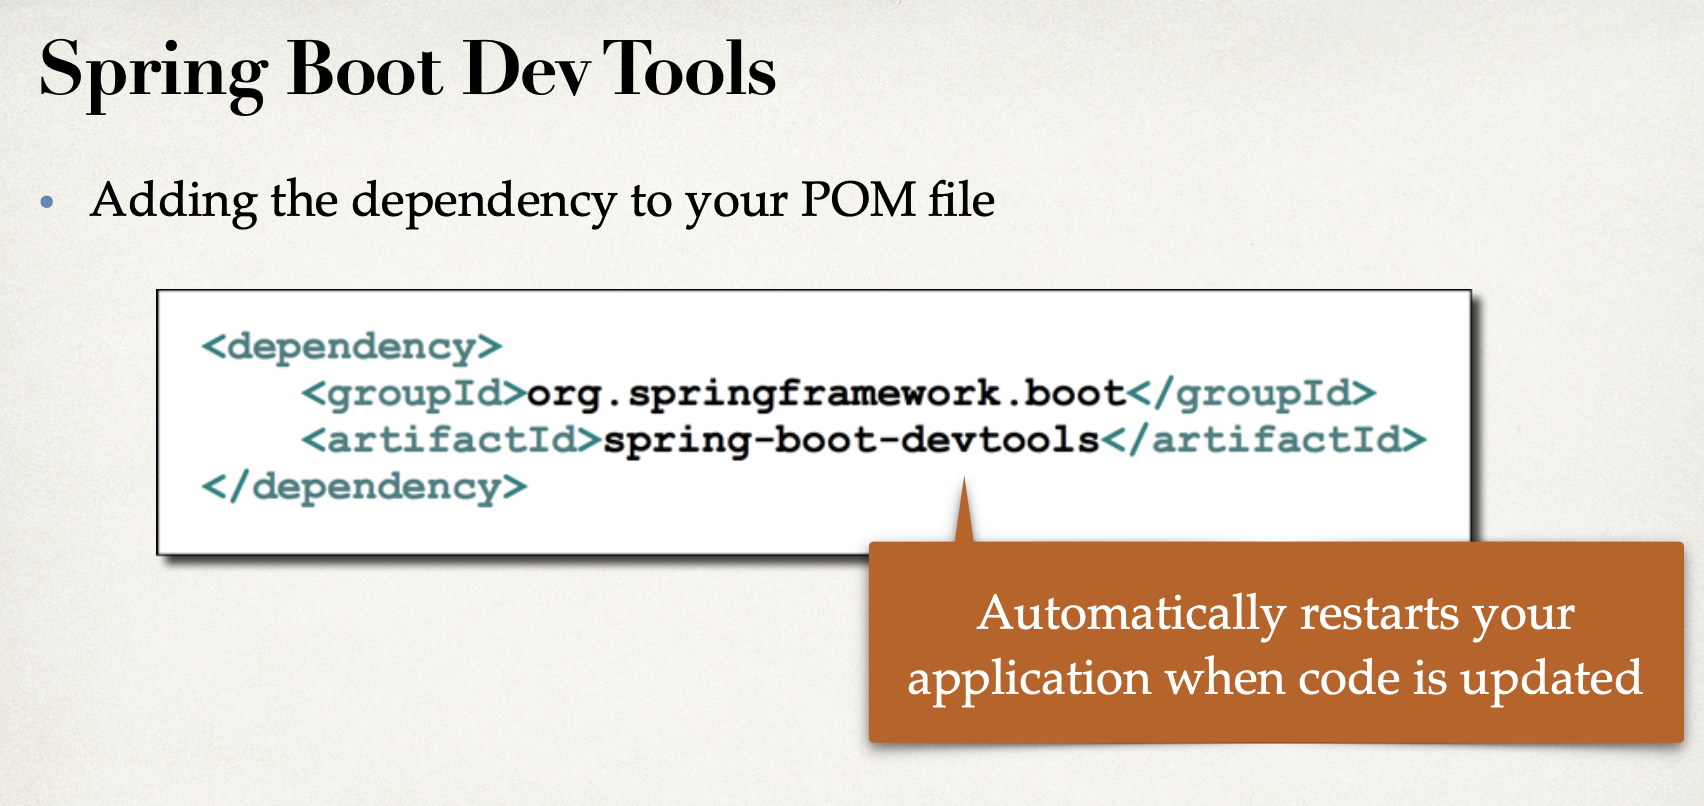 Spring Boot Dev Tools
• Adding the dependency to your POM file
<dependency>
<groupId>org.springframework.boot</groupId>
<artifactId>spring-boot-devtools</artifactId>
</dependency>
Automatically restarts your
application when code is updated